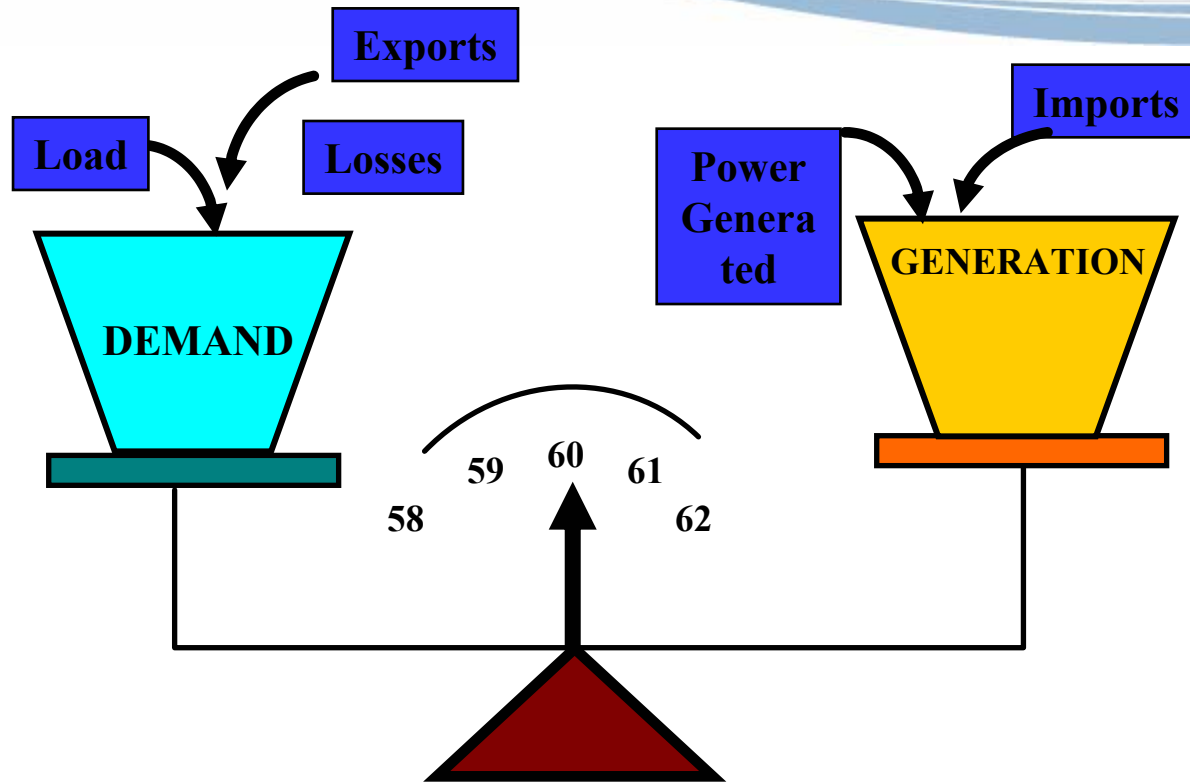 Exports
Load
Losses
Imports
Power
Genera
ted
DEMAND
GENERATION
58
59
60
61
62